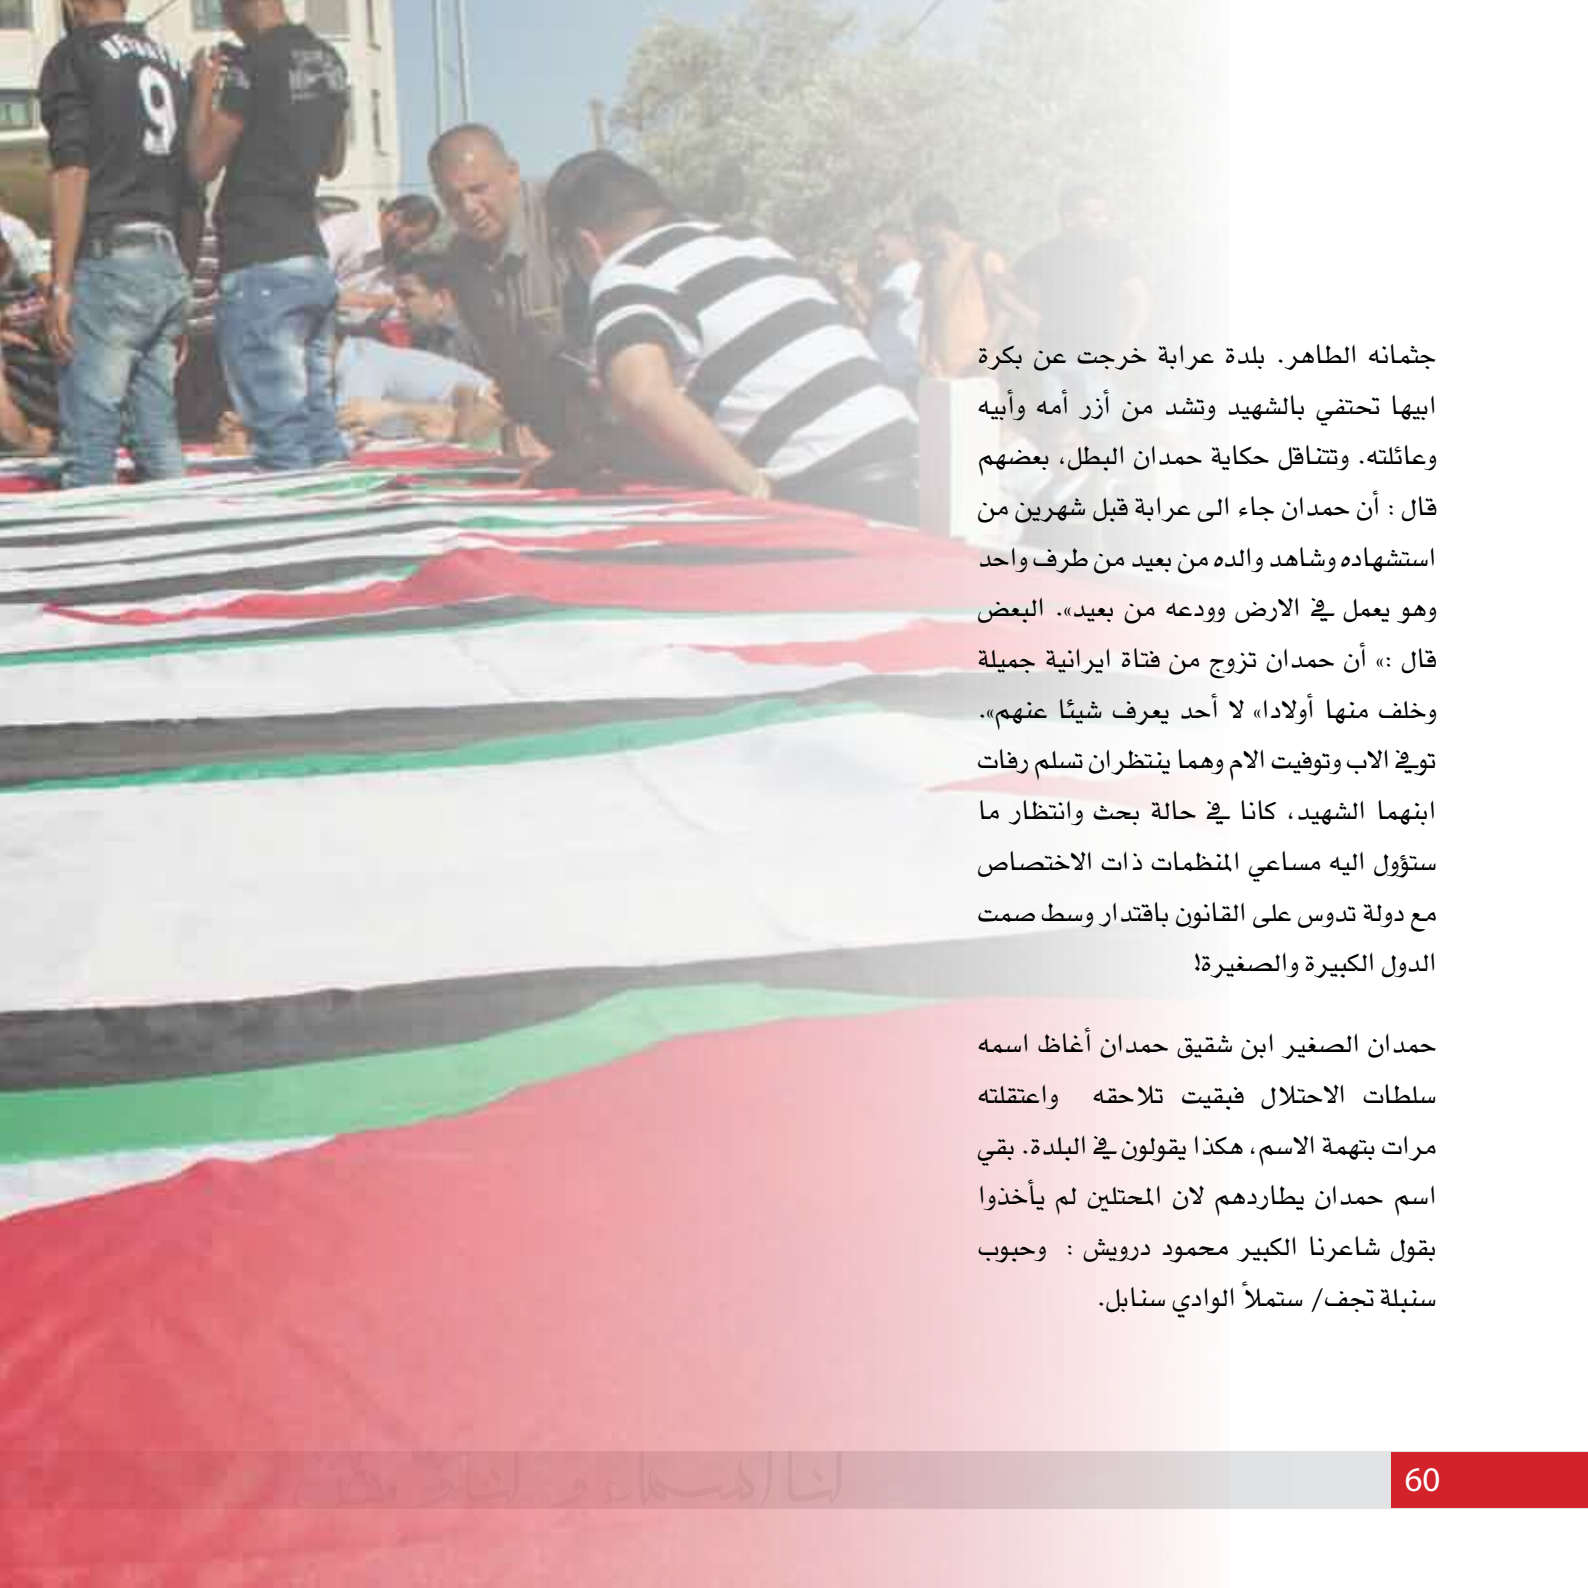 جثمانه الطاهر. بلدة عرابة خرجت عن بكرة
ابيها تحتفي بالشهيد وتشد من أزر أمه وأبيه
وعائلته. وتتناقل حكاية حمدان البطل، بعضهم
قال : أن حمدان جاء الى عرابة قبل شهرين من
استشهاده وشاهد والده من بعيد من طرف واحد
وهو يعمل في الارض وودعه من بعيد». البعض
قال :» أن حمدان تزوج من فتاة ايرانية جميلة
وخلف منها أولادا» لا أحد يعرف شيئا عنهم».
توفي الاب وتوفيت الام وهما ينتظران تسلم رفات
ابنهما الشهيد، كانا في حالة بحث وانتظار ما
ستؤول اليه مساعي المنظمات ذات الاختصاص
مع دولة تدوس على القانون باقتدار وسط صمت
الدول الكبيرة والصغيرة!
حمدان الصغير ابن شقيق حمدان أغاظ اسمه
سلطات الاحتلال فبقيت تلاحقه واعتقلته
مرات بتهمة الاسم، هكذا يقولون في البلدة. بقي
اسم حمدان يطاردهم لان المحتلين لم يأخذوا
بقول شاعرنا الكبير محمود درويش : وحبوب
سنبلة تجف/ ستملأ الوادي سنابل.
لنا أسماء و لنا
60
9